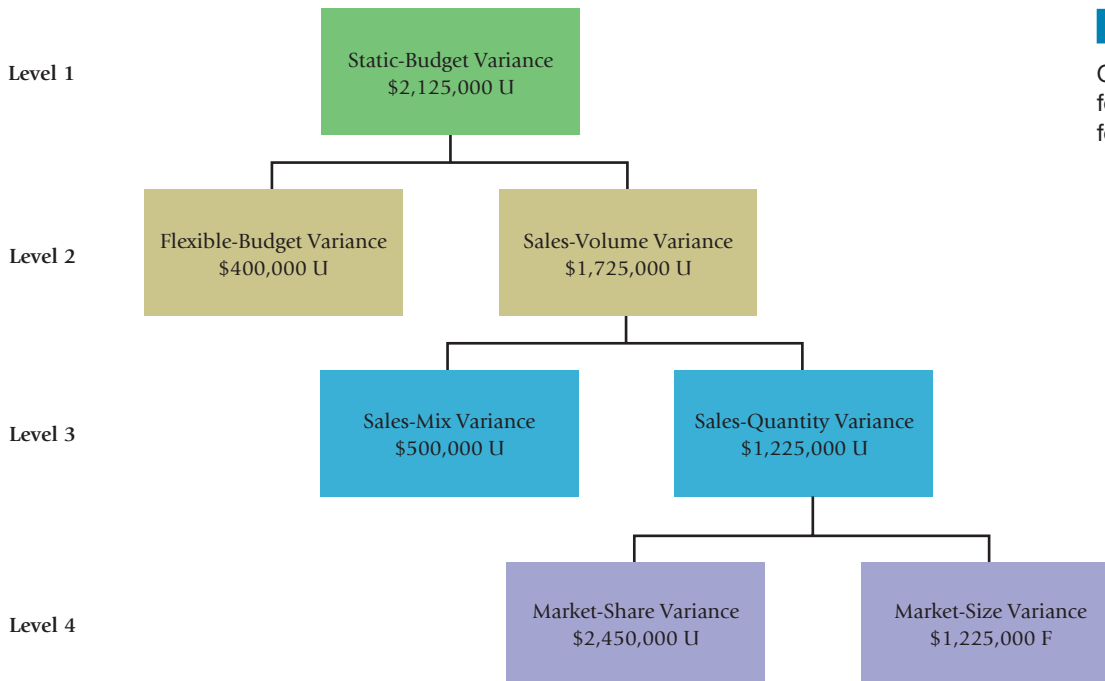 Level 1
Static-Budget Variance
$2,125,000 U
Level 2
Flexible-Budget Variance
$400,000 U
Sales-Volume Variance
$1,725,000 U
Level 3
Sales-Mix Variance
$500,000 U
Sales-Quantity Variance
$1,225,000 U
Level 4
Market-Share Variance
$2,450,000 U
Market-Size Variance
$1,225,000 F